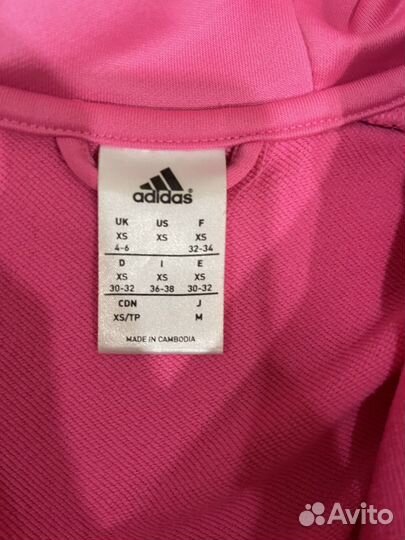 adidas
UK US F
XS XS XS
4-6 32-34
D I E
XS XS XS
30-32 36-38 30-32
CDN J
XS/TP M
MADE IN CAMBODIA
Avito